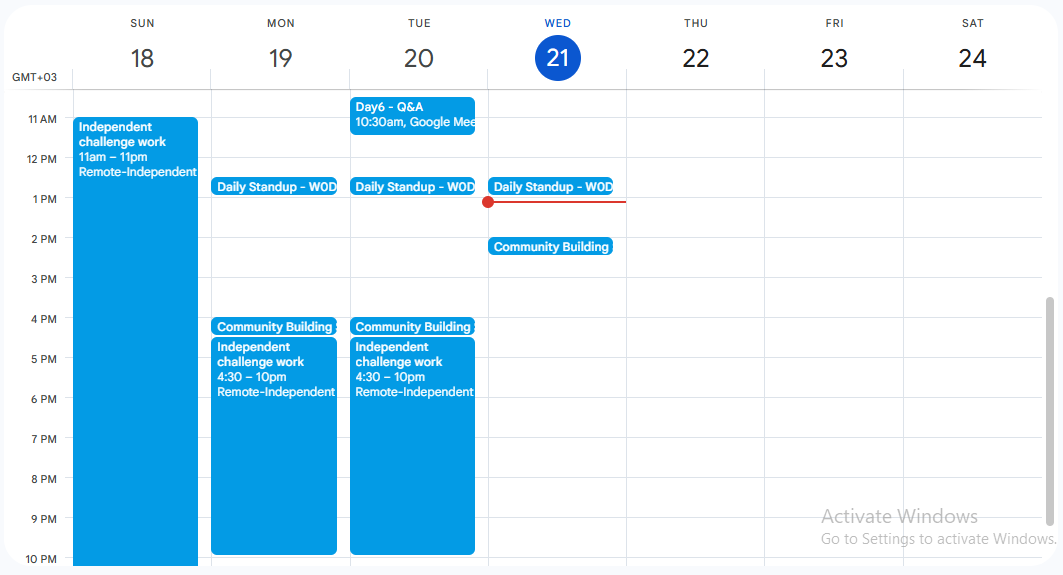 SUN MON TUE WED THU FRI SAT
18 19 20 21 22 23 24
GMT+03
Day6 - Q&A
10:30am, Google Mee
11 AM
Independent
challenge work
11am – 11pm
Remote-Independent
12 PM
Daily Standup - W0D
Daily Standup - W0D
Daily Standup - W0D
1 PM
2 PM
Community Building
3 PM
4 PM
Community Building
Community Building
Independent
challenge work
4:30 – 10pm
Remote-Independent
Independent
challenge work
4:30 – 10pm
Remote-Independent
5 PM
6 PM
7 PM
8 PM
9 PM
10 PM
Activate Windows
Go to Settings to activate Windows.